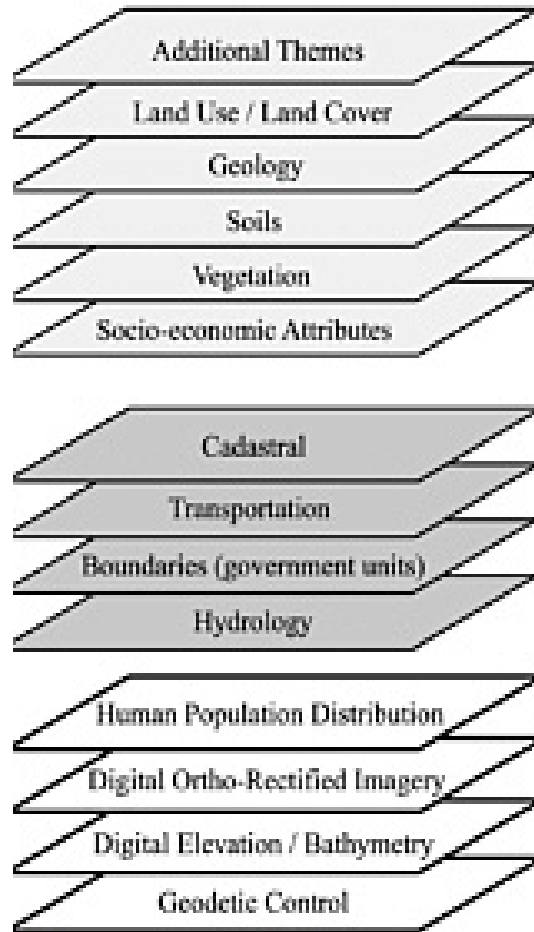 Additional Themes
Land Use / Land Cover
Geology
Soils
Vegetation
Socio-economic Attributes
Cadastral
Transportation
Boundaries (government units)
Hydrology
Human Population Distribution
Digital Ortho-Rectified Imagery
Digital Elevation / Bathymetry
Geodetic Control